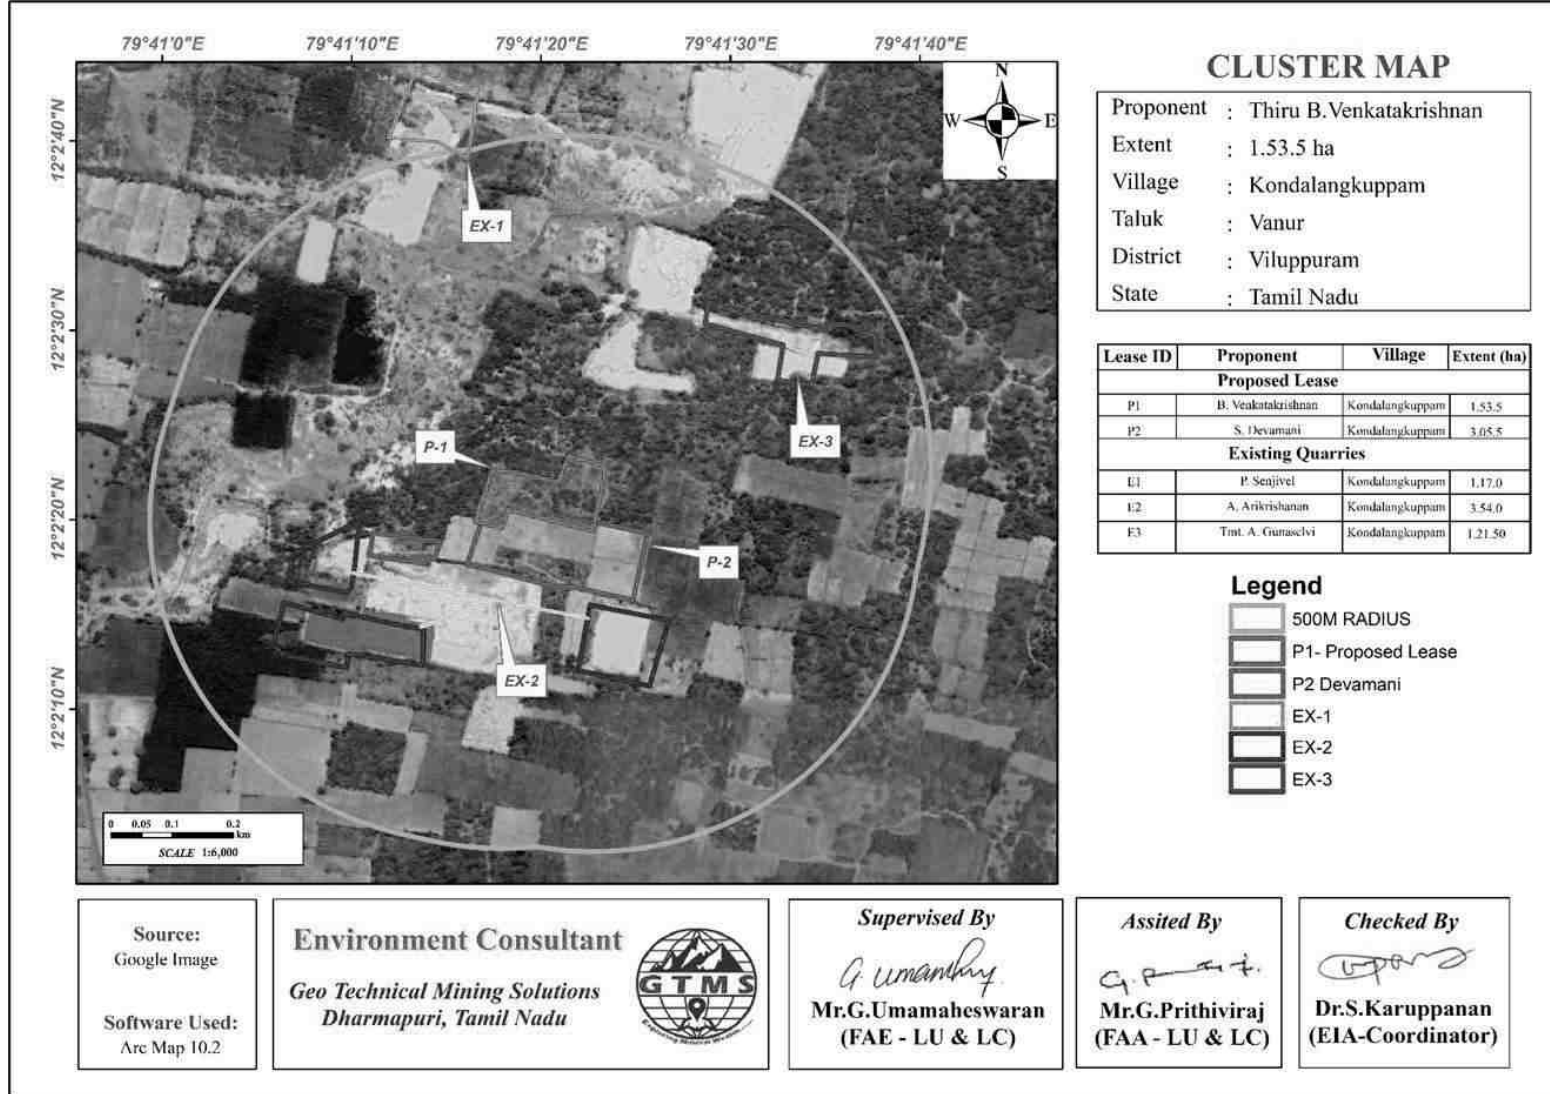 79°41'0"E 79°41'10"E 79°41'20"E 79°41'30"E 79°41'40"E
12°2'40"N
12°2'30"N
12°2'20"N
12°2'10"N
N
W E
S
EX-1
EX-3
P-1
P-2
EX-2
0 0.05 0.1 0.2
km
SCALE 1:6,000
CLUSTER MAP
Proponent : Thiru B.Venkatakrishnan
Extent : 1.53.5 ha
Village : Kondalangkuppam
Taluk : Vanur
District : Viluppuram
State : Tamil Nadu
Lease ID Proponent Village Extent (ha)
Proposed Lease
P1 B. Venkatakrishnan Kondalangkuppam 1.53.5
P2 S. Devamani Kondalangkuppam 3.05.5
Existing Quarries
E1 P. Senjivel Kondalangkuppam 1.17.0
E2 A. Arikrishanan Kondalangkuppam 3.54.0
E3 Tmt. A. Gunaselvi Kondalangkuppam 1.21.50
Legend
500M RADIUS
P1- Proposed Lease
P2 Devamani
EX-1
EX-2
EX-3
Source:
Google Image
Software Used:
Arc Map 10.2
Environment Consultant
Geo Technical Mining Solutions
Dharmapuri, Tamil Nadu
GTMS
Supervised By
Mr.G.Umamaheswaran
(FAE - LU & LC)
Assited By
Mr.G.Prithiviraj
(FAA - LU & LC)
Checked By
Dr.S.Karuppanan
(EIA-Coordinator)